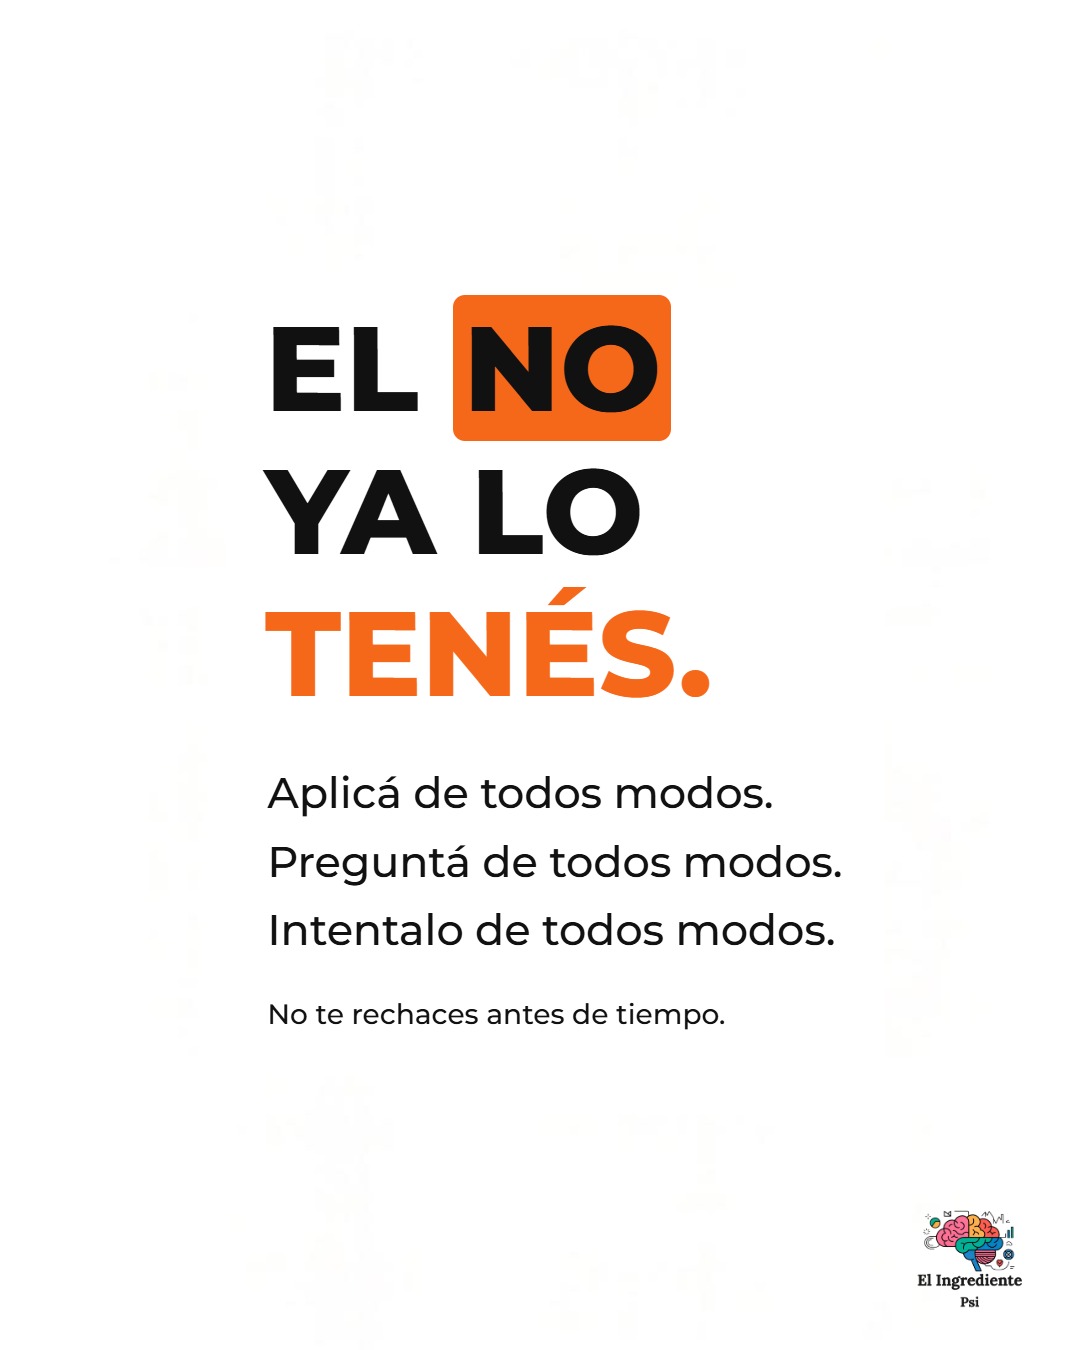 EL NO
YA LO
TENÉS.
Aplicá de todos modos.
Preguntá de todos modos.
Intentalo de todos modos.
No te rechaces antes de tiempo.
El Ingrediente
Psi